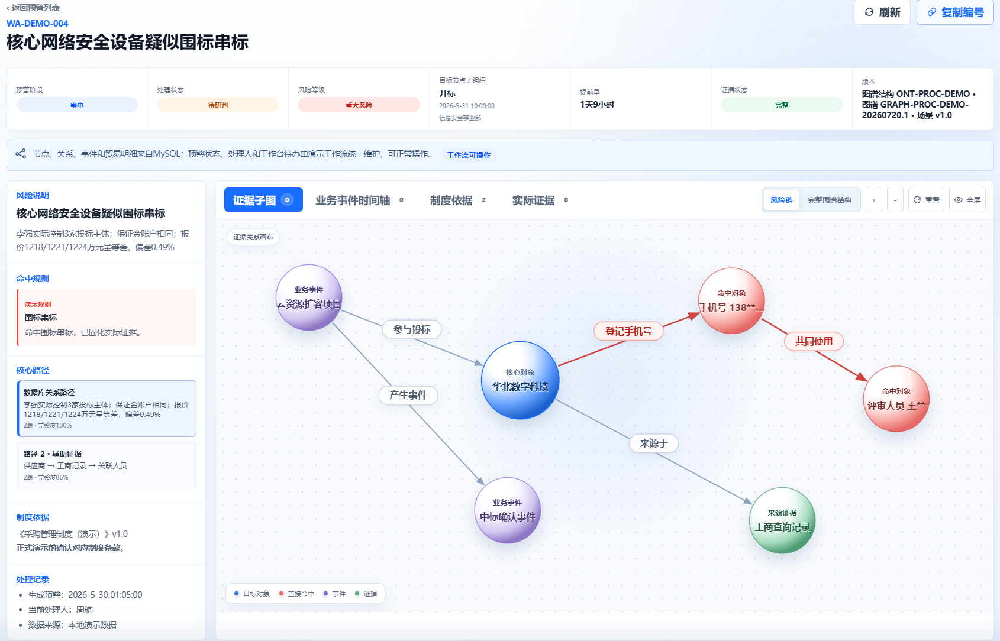 ‹ 返回预警列表
WA-DEMO-004
核心网络安全设备疑似围标串标
刷新
复制编号
预警阶段
事中
处理状态
待研判
风险等级
重大风险
目标节点 / 组织
开标
2026-5-31 10:00:00
信息安全事业部
提前量
1天9小时
证据状态
完整
版本
图谱结构 ONT-PROC-DEMO •
图谱 GRAPH-PROC-DEMO-
20260720.1 • 场景 v1.0
节点、关系、事件和贸易明细来自MySQL；预警状态、处理人和工作台待办由演示工作流统一维护，可正常操作。 工作流可操作
风险说明
核心网络安全设备疑似围标串标
李强实际控制3家投标主体；保证金账户相同；报
价1218/1221/1224万元呈等差，偏差0.49%
命中规则
演示规则
围标串标
命中围标串标，已固化实际证据。
核心路径
数据库关系路径
李强实际控制3家投标主体；保证金账户相同；报价
1218/1221/1224万元呈等差，偏差0.49%
2跳 · 完整度100%
路径 2 • 辅助证据
供应商 → 工商记录 → 关联人员
2跳 · 完整度86%
制度依据
《采购管理制度（演示）》v1.0
正式演示前确认对应制度条款。
处理记录
• 生成预警：2026-5-30 01:05:00
• 当前处理人：周航
• 数据来源：本地演示数据
证据子图 0
业务事件时间轴 0
制度依据 2
实际证据 0
风险链
完整图谱结构
+
-
重置
全屏
证据关系画布
业务事件
云资源扩容项目
参与投标
产生事件
核心对象
华北数字科技
登记手机号
命中对象
手机号 138**...
共同使用
命中对象
评审人员 王**
来源于
业务事件
中标确认事件
来源证据
工商查询记录
目标对象
直接命中
事件
证据